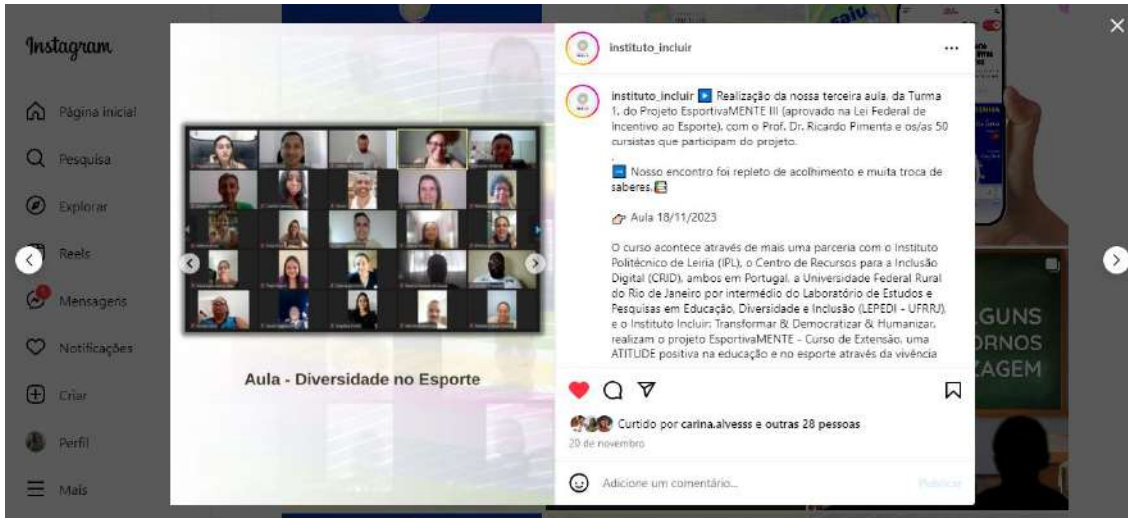 Instagram
Página inicial
Pesquisa
Explorar
Reels
Mensagens
Notificações
Criar
Perfil
Mais
Aula - Diversidade no Esporte
instituto_incluir
instituto_incluir Realização da nossa terceira aula, da Turma
1, do Projeto EsportivaMENTE III (aprovado na Lei Federal de
Incentivo ao Esporte), com o Prof. Dr. Ricardo Pimenta e os/as 50
cursistas que participam do projeto.
.
Nosso encontro foi repleto de acolhimento e muita troca de
saberes.
Aula 18/11/2023
O curso acontece através de mais uma parceria com o Instituto
Politécnico de Leiria (IPL), o Centro de Recursos para a Inclusão
Digital (CRID), ambos em Portugal, a Universidade Federal Rural
do Rio de Janeiro por intermédio do Laboratório de Estudos e
Pesquisas em Educação, Diversidade e Inclusão (LEPEDI - UFRRJ),
e o Instituto Incluir: Transformar & Democratizar & Humanizar,
realizam o projeto EsportivaMENTE - Curso de Extensão, uma
ATITUDE positiva na educação e no esporte através da vivência
Curtido por carina.alvesss e outras 28 pessoas
20 de novembro
Adicione um comentário...
Publicar
saiu
LGUNS
ORNOS
ZAGEM